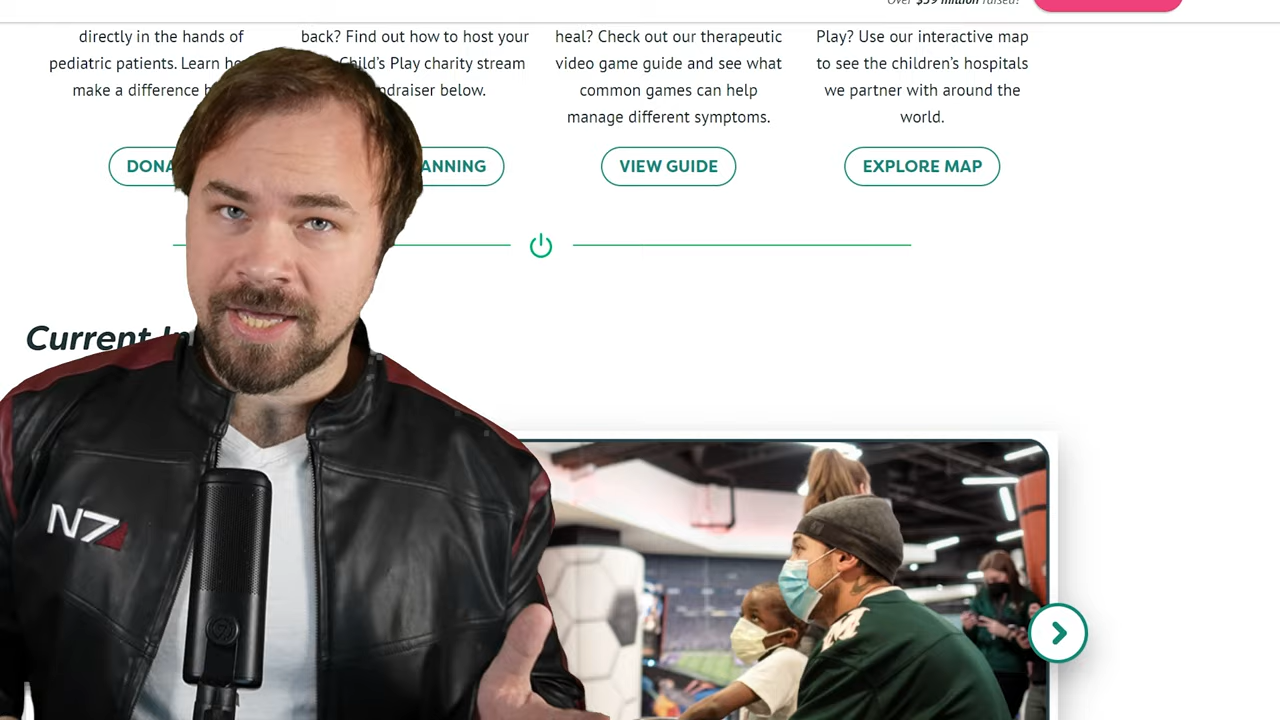 Over $59 million raised!
directly in the hands of
pediatric patients. Learn
make a difference
DONA
back? Find out how to host your
Child's Play charity stream
below.
ANNING
heal? Check out our therapeutic
video game guide and see what
common games can help
manage different symptoms.
VIEW GUIDE
Play? Use our interactive map
to see the children's hospitals
we partner with around the
world.
EXPLORE MAP
Current
N7